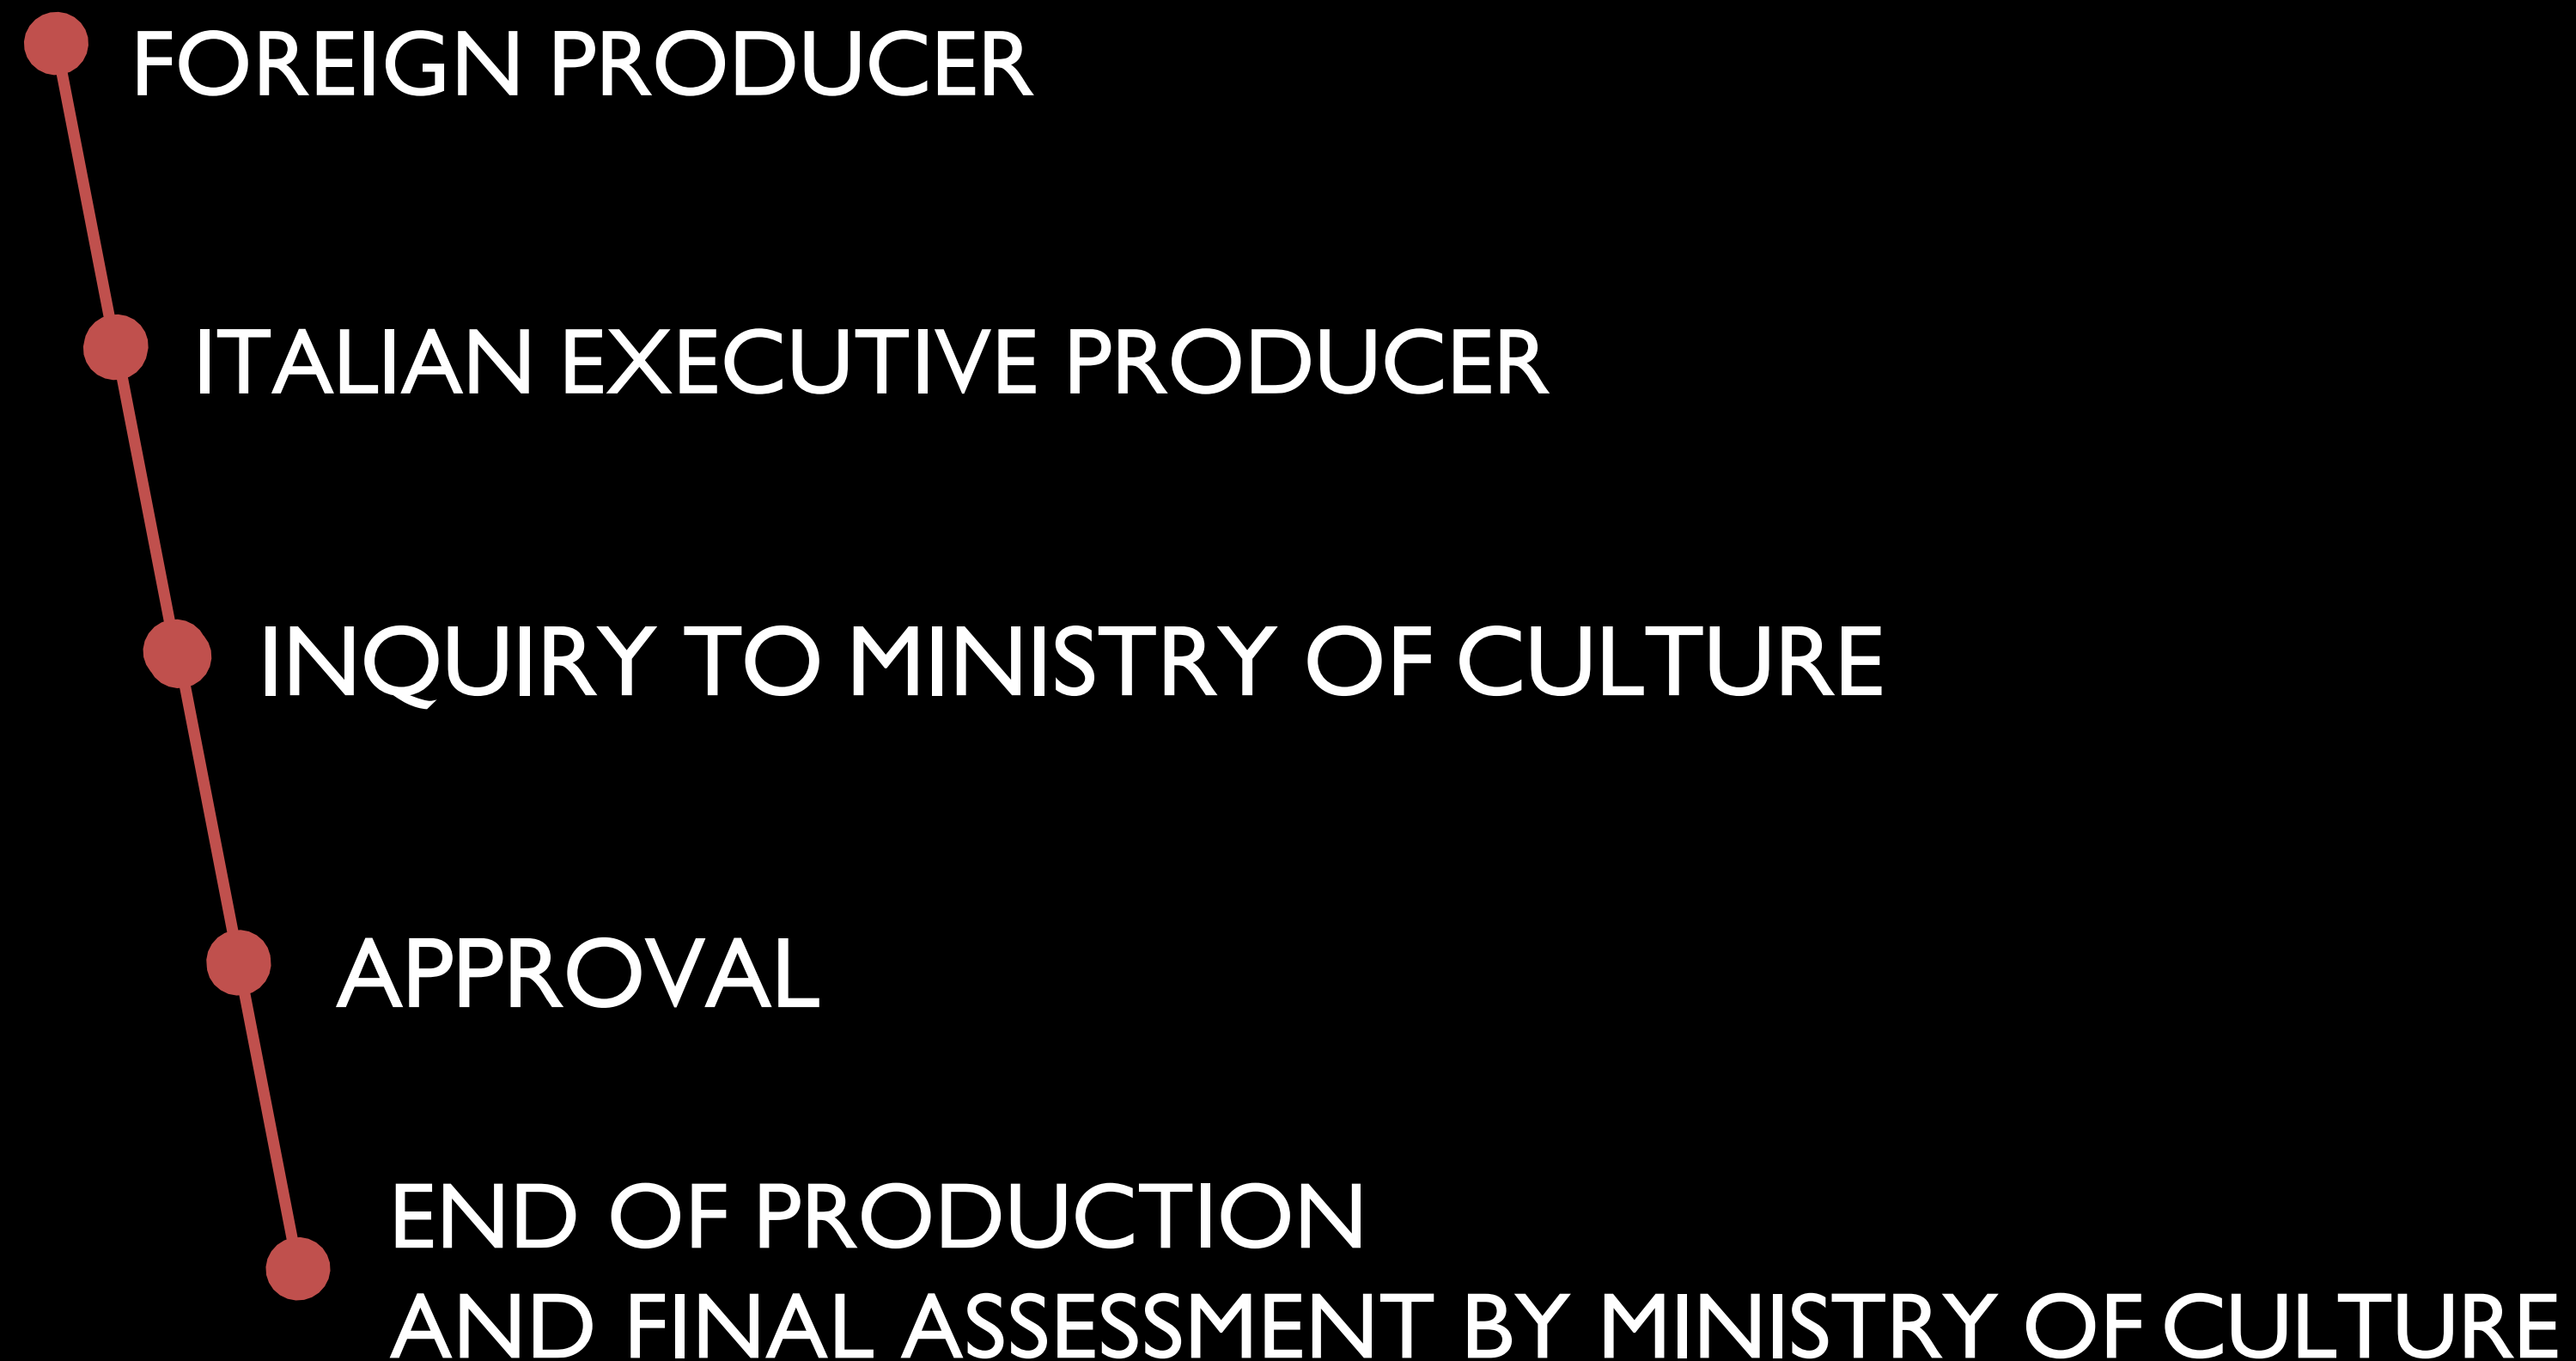 FOREIGN PRODUCER
ITALIAN EXECUTIVE PRODUCER
INQUIRY TO MINISTRY OF CULTURE
APPROVAL
END OF PRODUCTION
AND FINAL ASSESSMENT BY MINISTRY OF CULTURE